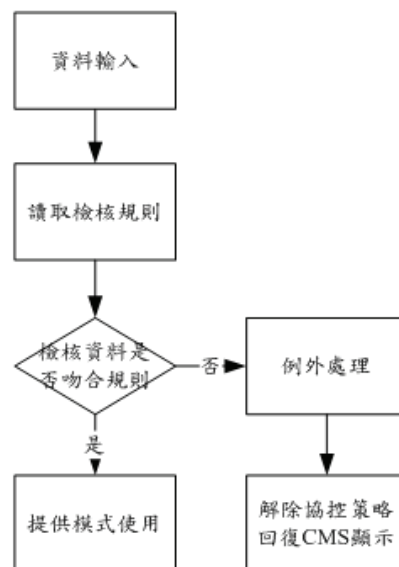 資料輸入
讀取檢核規則
檢核資料是
否吻合規則
否
例外處理
是
提供模式使用
解除協控策略
回復CMS顯示